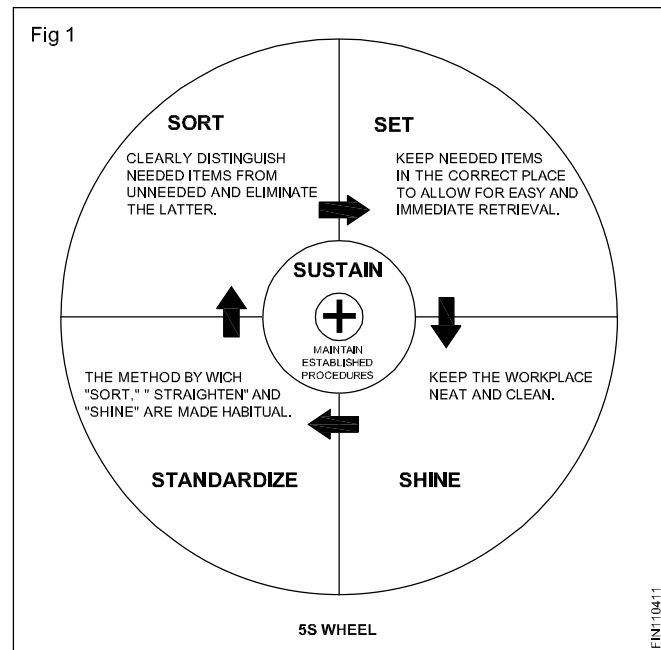 Fig 1
SORT
CLEARLY DISTINGUISH
NEEDED ITEMS FROM
UNNEEDED AND ELIMINATE
THE LATTER.
SET
KEEP NEEDED ITEMS
IN THE CORRECT PLACE
TO ALLOW FOR EASY AND
IMMEDIATE RETRIEVAL.
SUSTAIN
MAINTAIN
ESTABLISHED
PROCEDURES
THE METHOD BY WICH
"SORT," " STRAIGHTEN" AND
"SHINE" ARE MADE HABITUAL.
STANDARDIZE
KEEP THE WORKPLACE
NEAT AND CLEAN.
SHINE
5S WHEEL
FIN110411